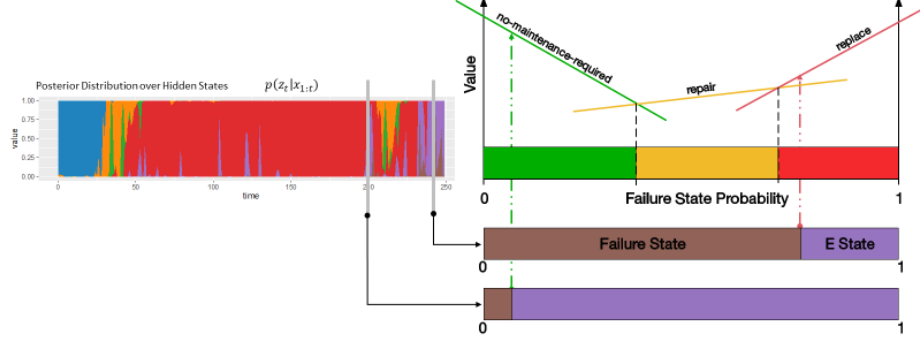 Posterior Distribution over Hidden States p(z_t|x_{1:t})
value
1.00
0.75
0.50
0.25
0.00
0 50 100 150 200 250
time
Value
no-maintenance-required
repair
replace
0 1
Failure State Probability
Failure State E State
0 1
0 1